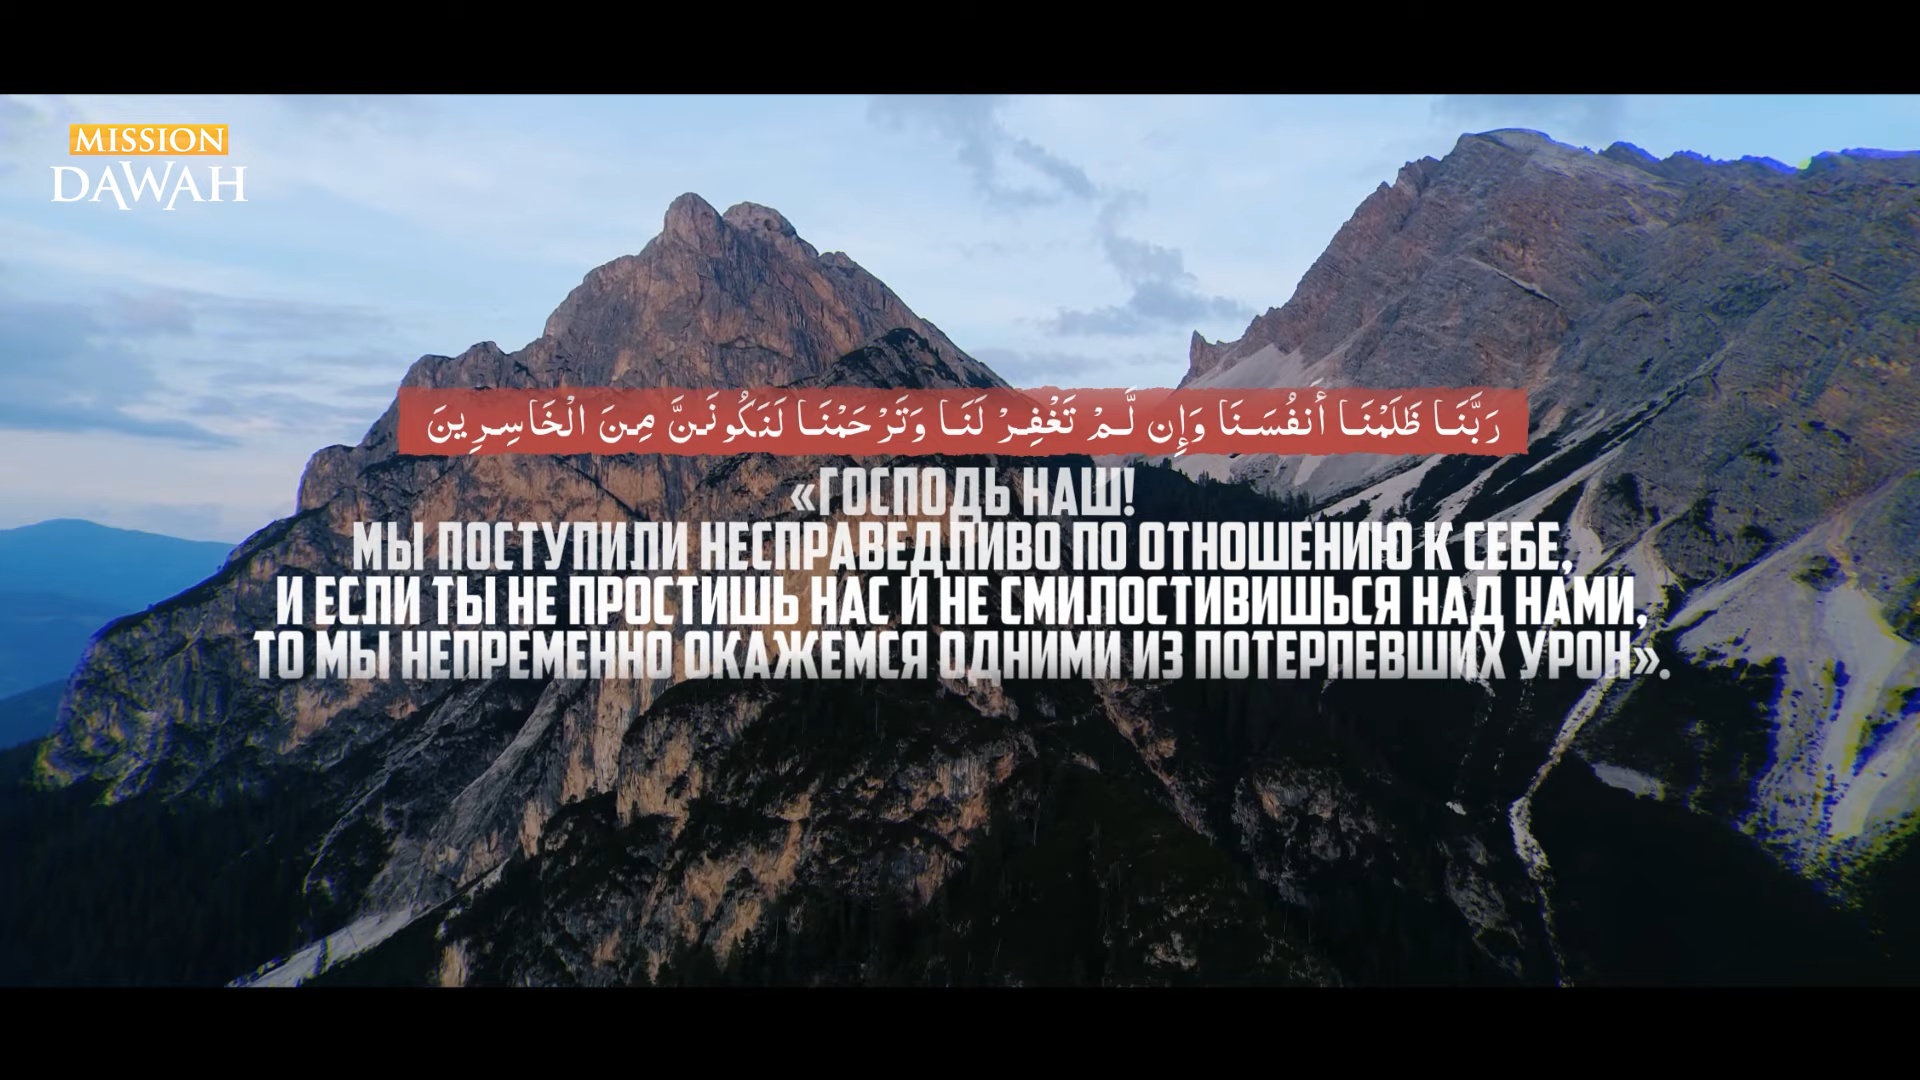 MISSION
DAWAH
رَبَّنَا ظَلَمْنَا أَنفُسَنَا وَإِن لَّمْ تَغْفِرْ لَنَا وَتَرْحَمْنَا لَنَكُونَنَّ مِنَ الْخَاسِرِينَ
«ГОСПОДЬ НАШ!
МЫ ПОСТУПИЛИ НЕСПРАВЕДЛИВО ПО ОТНОШЕНИЮ К СЕБЕ,
И ЕСЛИ ТЫ НЕ ПРОСТИШЬ НАС И НЕ СМИЛОСТИВИШЬСЯ НАД НАМИ,
ТО МЫ НЕПРЕМЕННО ОКАЖЕМСЯ ОДНИМИ ИЗ ПОТЕРПЕВШИХ УРОН».